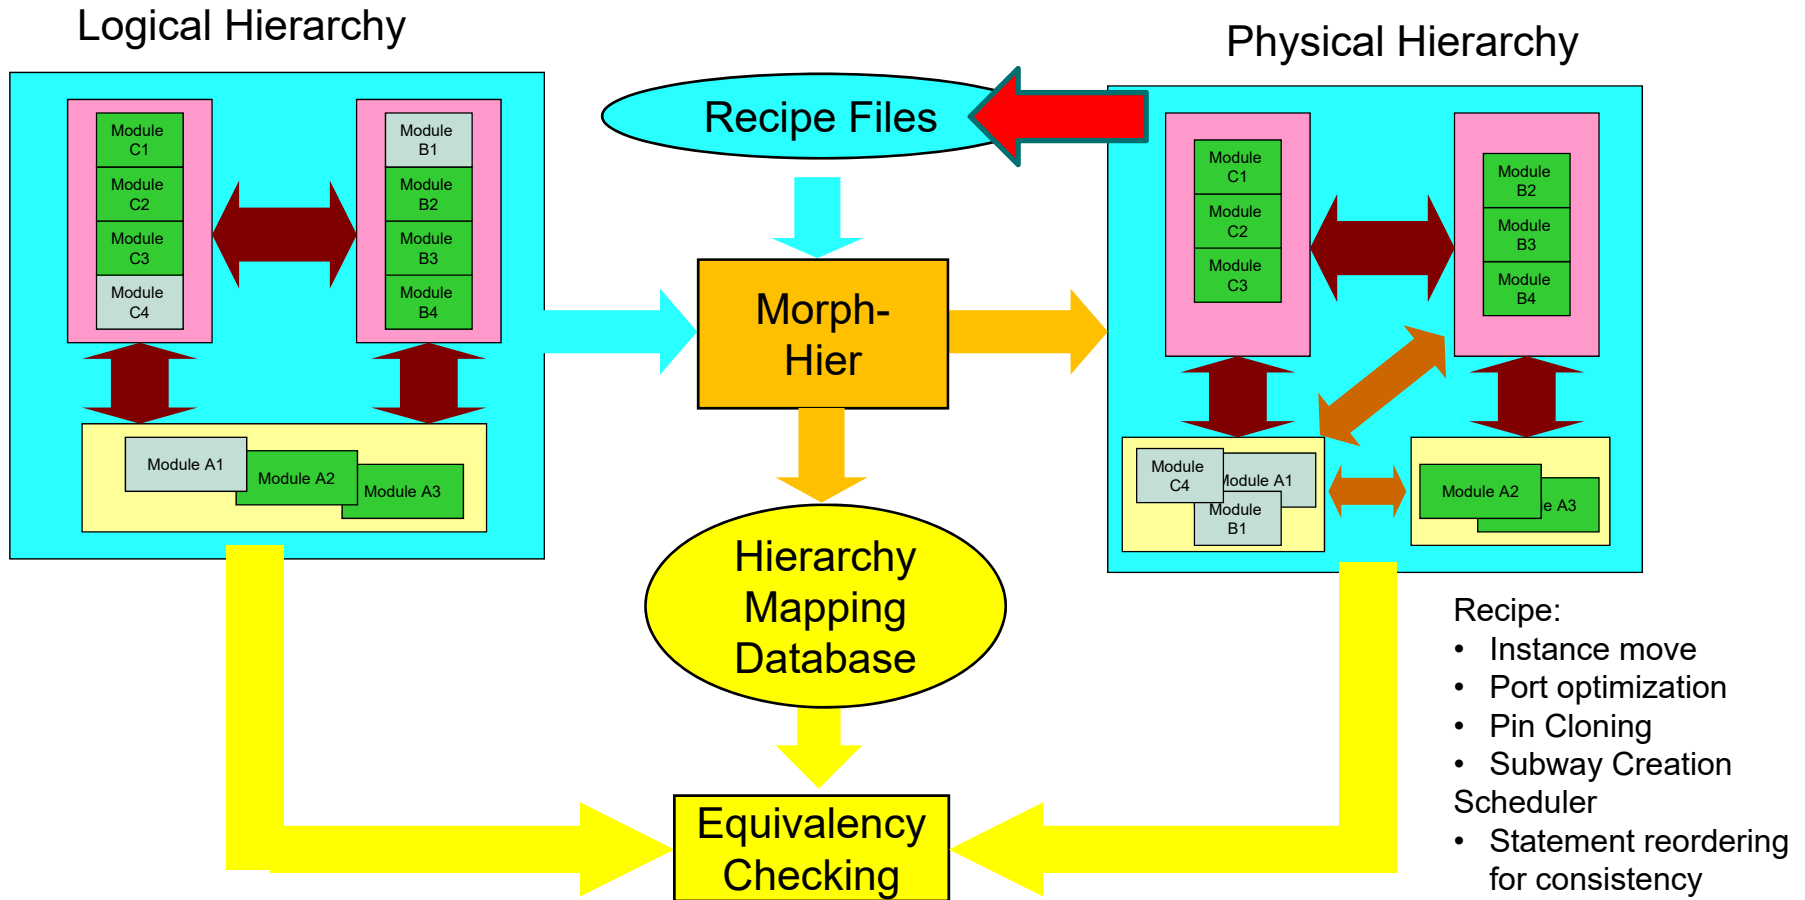 Logical Hierarchy
Physical Hierarchy
Recipe Files
Module
C1
Module
C2
Module
C3
Module
C4
Module
B1
Module
B2
Module
B3
Module
B4
Module A1
Module A2
Module A3
Morph-
Hier
Hierarchy
Mapping
Database
Equivalency
Checking
Module
C1
Module
C2
Module
C3
Module
B2
Module
B3
Module
B4
Module
C4
Module A1
Module
B1
Module A2
e A3
Recipe:
• Instance move
• Port optimization
• Pin Cloning
• Subway Creation
Scheduler
• Statement reordering
for consistency